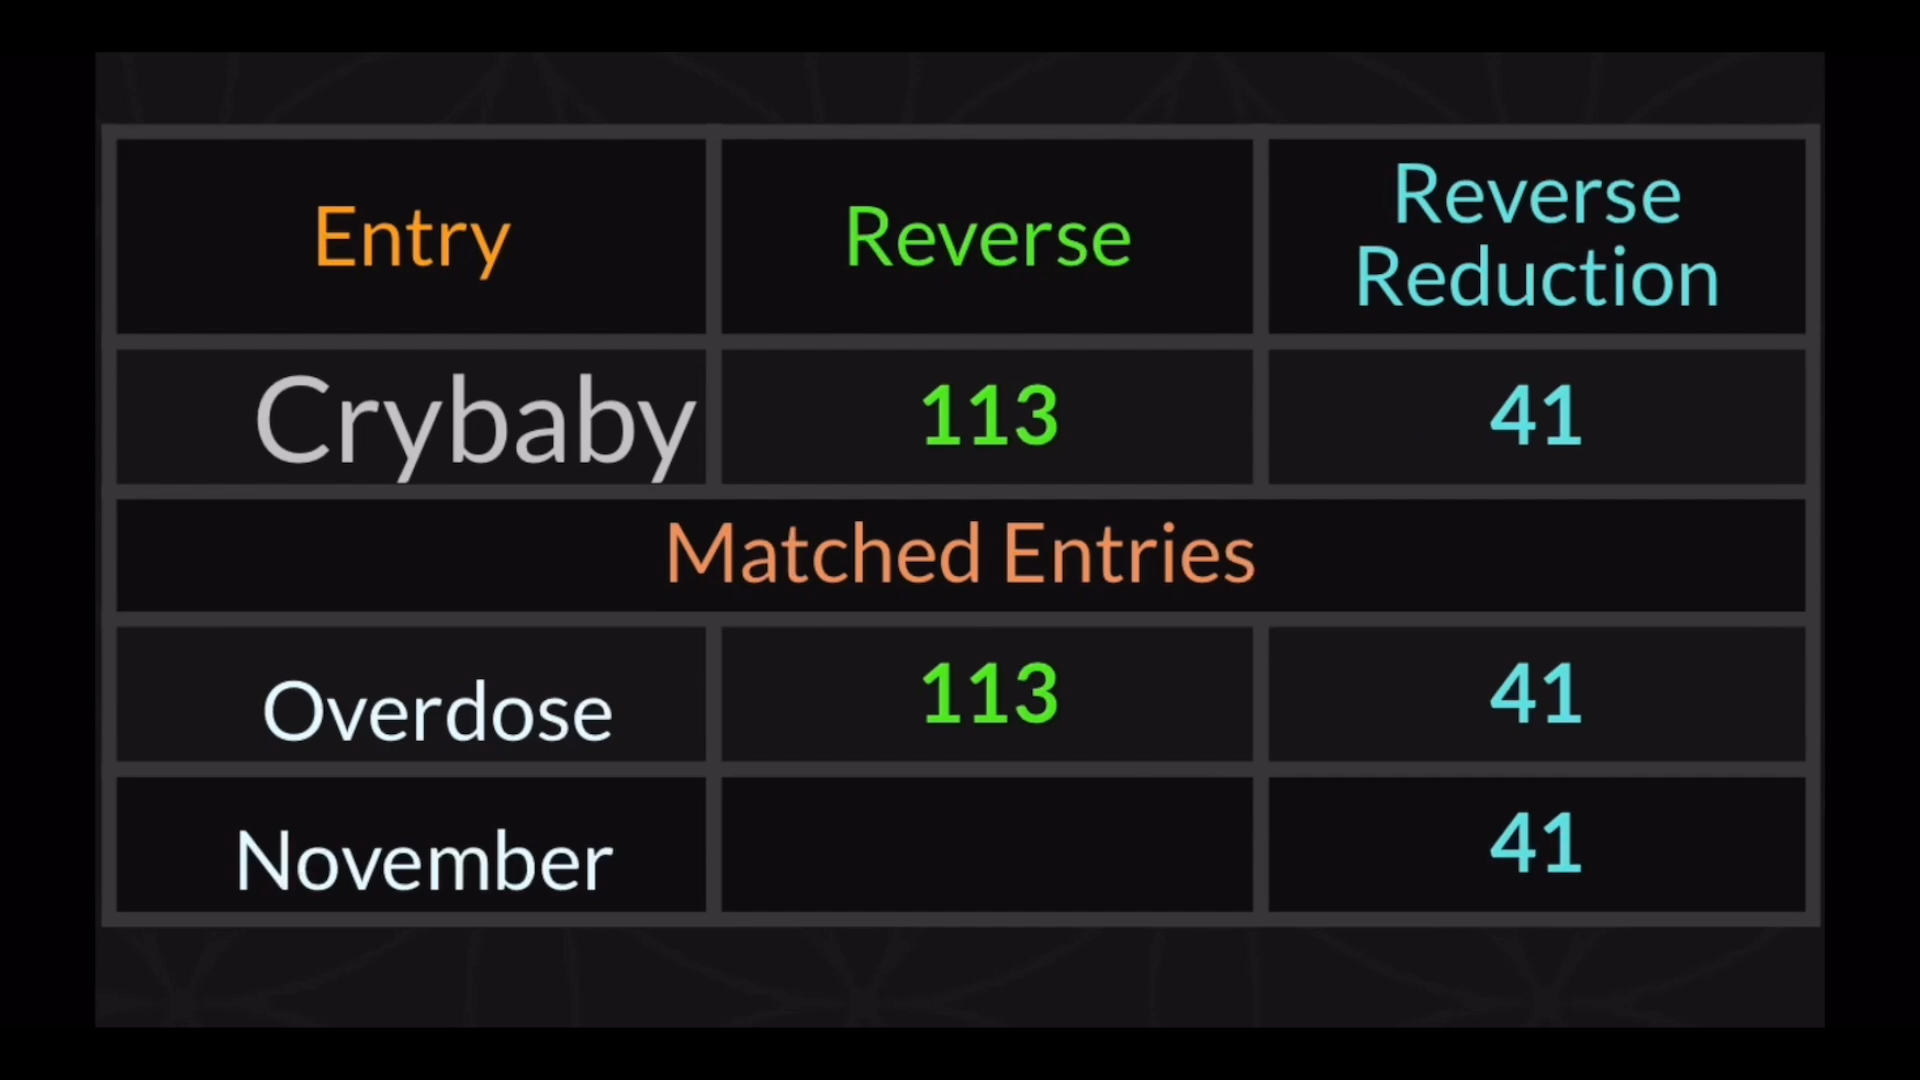 Entry Reverse Reverse
Reduction
Crybaby 113 41
Matched Entries
Overdose 113 41
November 41